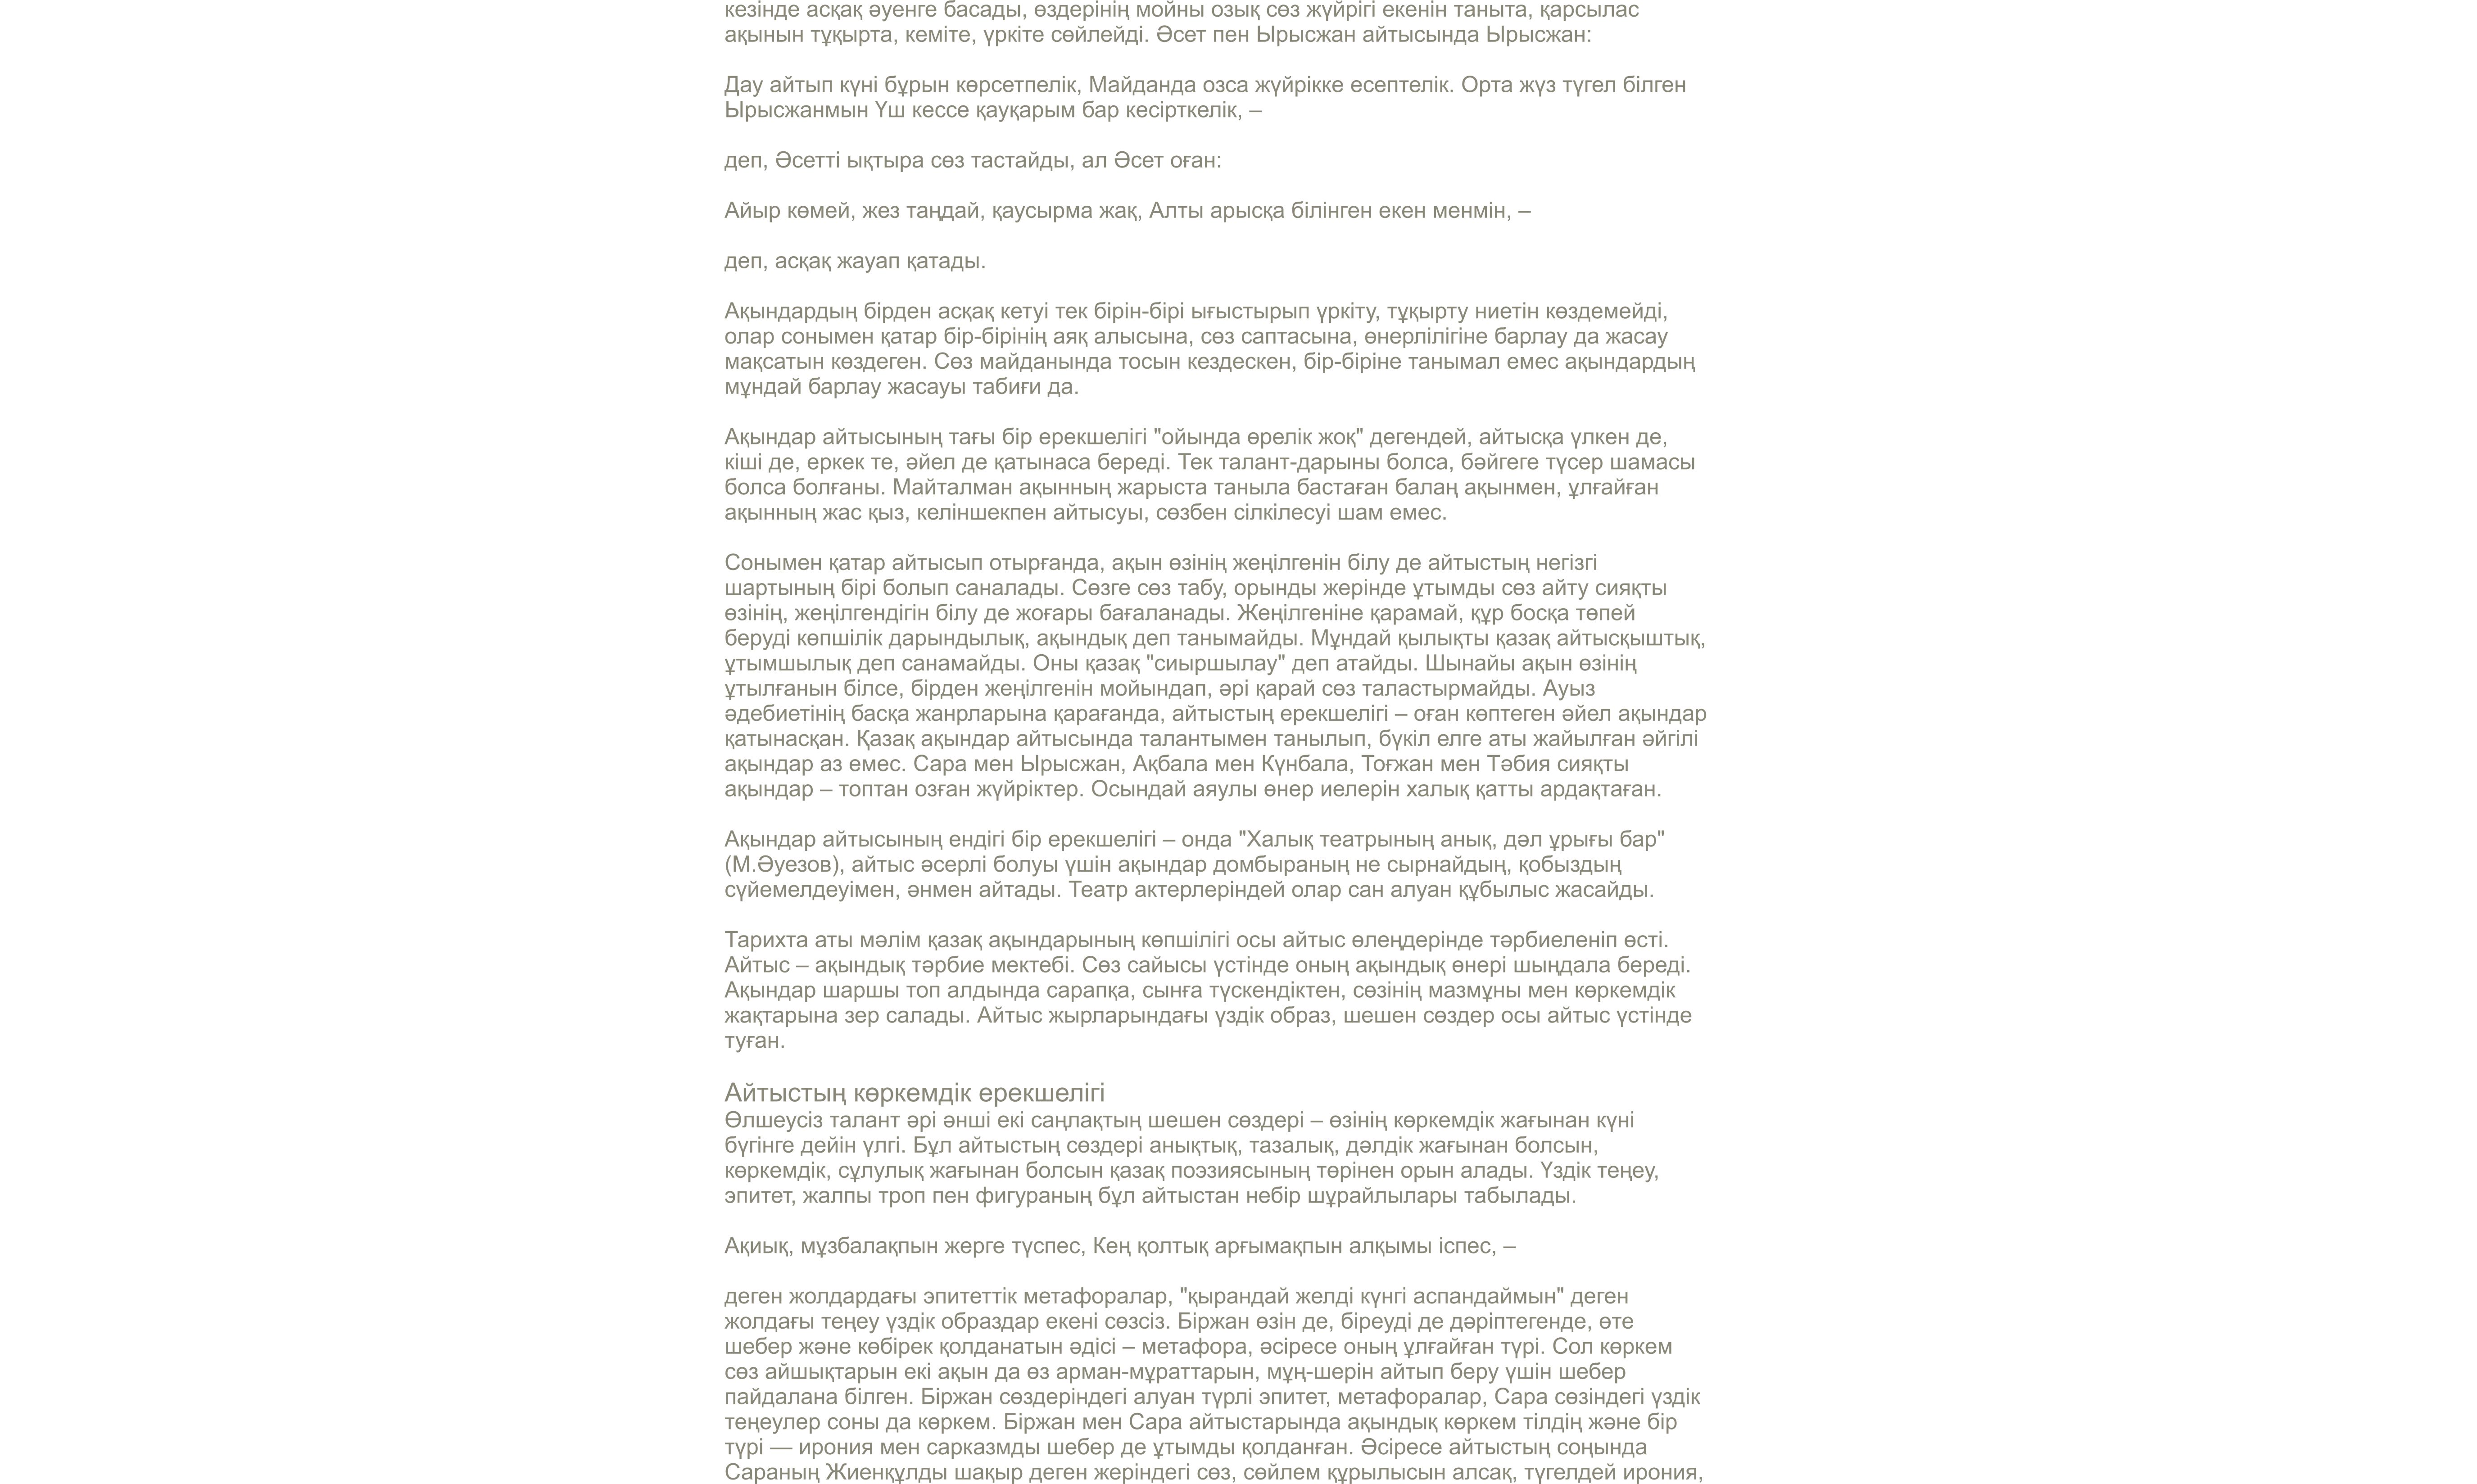 кезінде асқақ әуенге басады, өздерінің мойны озық сөз жүйрігі екенін таныта, қарсылас
ақынын тұқырта, кеміте, үркіте сөйлейді. Әсет пен Ырысжан айтысында Ырысжан:
Дау айтып күні бұрын көрсетпелік, Майданда озса жүйрікке есептелік. Орта жүз түгел білген
Ырысжанмын Үш кессе қауқарым бар кесірткелік, –
деп, Әсетті ықтыра сөз тастайды, ал Әсет оған:
Айыр көмей, жез таңдай, қаусырма жақ, Алты арысқа білінген екен менмін, –
деп, асқақ жауап қатады.
Ақындардың бірден асқақ кетуі тек бірін-бірі ығыстырып үркіту, тұқырту ниетін көздемейді,
олар сонымен қатар бір-бірінің аяқ алысына, сөз саптасына, өнерлілігіне барлау да жасау
мақсатын көздеген. Сөз майданында тосын кездескен, бір-біріне танымал емес ақындардың
мұндай барлау жасауы табиғи да.
Ақындар айтысының тағы бір ерекшелігі "ойында өрелік жоқ" дегендей, айтысқа үлкен де,
кіші де, еркек те, әйел де қатынаса береді. Тек талант-дарыны болса, бәйгеге түсер шамасы
болса болғаны. Майталман ақынның жарыста таныла бастаған балаң ақынмен, ұлғайған
ақынның жас қыз, келіншекпен айтысуы, сөзбен сілкілесуі шам емес.
Сонымен қатар айтысып отырғанда, ақын өзінің жеңілгенін білу де айтыстың негізгі
шартының бірі болып саналады. Сөзге сөз табу, орынды жерінде ұтымды сөз айту сияқты
өзінің, жеңілгендігін білу де жоғары бағаланады. Жеңілгеніне қарамай, құр босқа төпей
беруді көпшілік дарындылық, ақындық деп танымайды. Мұндай қылықты қазақ айтысқыштық,
ұтымшылық деп санамайды. Оны қазақ "сиыршылау" деп атайды. Шынайы ақын өзінің
ұтылғанын білсе, бірден жеңілгенін мойындап, әрі қарай сөз таластырмайды. Ауыз
әдебиетінің басқа жанрларына қарағанда, айтыстың ерекшелігі – оған көптеген әйел ақындар
қатынасқан. Қазақ ақындар айтысында талантымен танылып, бүкіл елге аты жайылған әйгілі
ақындар аз емес. Сара мен Ырысжан, Ақбала мен Күнбала, Тоғжан мен Тәбия сияқты
ақындар – топтан озған жүйріктер. Осындай аяулы өнер иелерін халық қатты ардақтаған.
Ақындар айтысының ендігі бір ерекшелігі – онда "Халық театрының анық, дәл ұрығы бар"
(М.Әуезов), айтыс әсерлі болуы үшін ақындар домбыраның не сырнайдың, қобыздың
сүйемелдеуімен, әнмен айтады. Театр актерлеріндей олар сан алуан құбылыс жасайды.
Тарихта аты мәлім қазақ ақындарының көпшілігі осы айтыс өлеңдерінде тәрбиеленіп өсті.
Айтыс – ақындық тәрбие мектебі. Сөз сайысы үстінде оның ақындық өнері шыңдала береді.
Ақындар шаршы топ алдында сарапқа, сынға түскендіктен, сөзінің мазмұны мен көркемдік
жақтарына зер салады. Айтыс жырларындағы үздік образ, шешен сөздер осы айтыс үстінде
туған.
Айтыстың көркемдік ерекшелігі
Өлшеусіз талант әрі әнші екі саңлақтың шешен сөздері – өзінің көркемдік жағынан күні
бүгінге дейін үлгі. Бұл айтыстың сөздері анықтық, тазалық, дәлдік жағынан болсын,
көркемдік, сұлулық жағынан болсын қазақ поэзиясының төрінен орын алады. Үздік теңеу,
эпитет, жалпы троп пен фигураның бұл айтыстан небір шұрайлылары табылады.
Ақиық, мұзбалақпын жерге түспес, Кең қолтық арғымақпын алқымы іспес, –
деген жолдардағы эпитеттік метафоралар, "қырандай желді күнгі аспандаймын" деген
жолдағы теңеу үздік образдар екені сөзсіз. Біржан өзін де, біреуді де дәріптегенде, өте
шебер және көбірек қолданатын әдісі – метафора, әсіресе оның ұлғайған түрі. Сол көркем
сөз айшықтарын екі ақын да өз арман-мұраттарын, мұң-шерін айтып беру үшін шебер
пайдалана білген. Біржан сөздеріндегі алуан түрлі эпитет, метафоралар, Сара сөзіндегі үздік
теңеулер соны да көркем. Біржан мен Сара айтыстарында ақындық көркем тілдің және бір
түрі — ирония мен сарказмды шебер де ұтымды қолданған. Әсіресе айтыстың соңында
Сараның Жиенқұлды шақыр деген жеріндегі сөз, сөйлем құрылысын алсақ, түгелдей ирония,